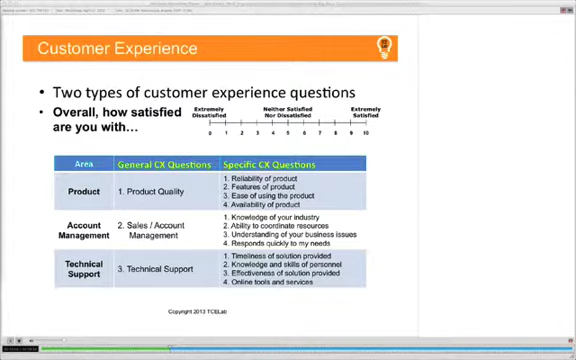 Customer Experience
• Two types of customer experience questions
• Overall, how satisfied are you with…
Extremely Dissatisfied
Neither Satisfied Nor Dissatisfied
Extremely Satisfied
0 1 2 3 4 5 6 7 8 9 10
Area General CX Questions Specific CX Questions
Product
1. Product Quality
1. Reliability of product
2. Features of product
3. Ease of using the product
4. Availability of product
Account Management
2. Sales / Account Management
1. Knowledge of your industry
2. Ability to coordinate resources
3. Understanding of your business issues
4. Responds quickly to my needs
Technical Support
3. Technical Support
1. Timeliness of solution provided
2. Knowledge and skills of personnel
3. Effectiveness of solution provided
4. Online tools and services
Copyright 2013 TCELab